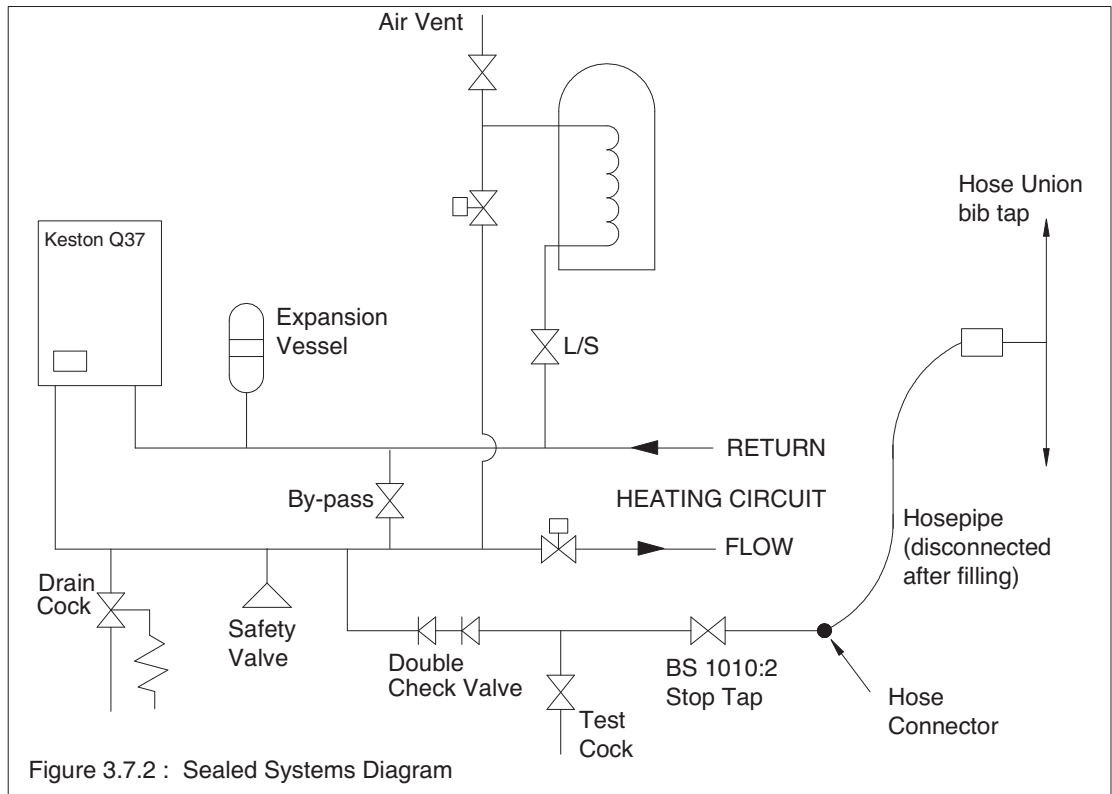 Air Vent
Hose Union
bib tap
Keston Q37
Expansion
Vessel
L/S
RETURN
By-pass
HEATING CIRCUIT
Hosepipe
(disconnected
after filling)
FLOW
Drain
Cock
Safety
Valve
Double
Check Valve
BS 1010:2
Stop Tap
Hose
Connector
Test
Cock
Figure 3.7.2 : Sealed Systems Diagram